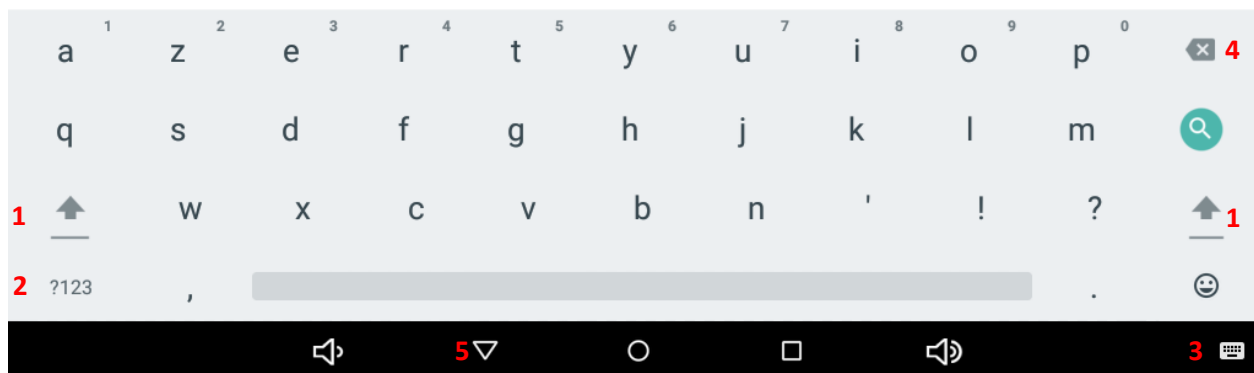 1 2 3 4 5 6 7 8 9 0
a z e r t y u i o p 4
q s d f g h j k l m
1 w x c v b n ' ! ? 1
2 ?123 , .
5 3